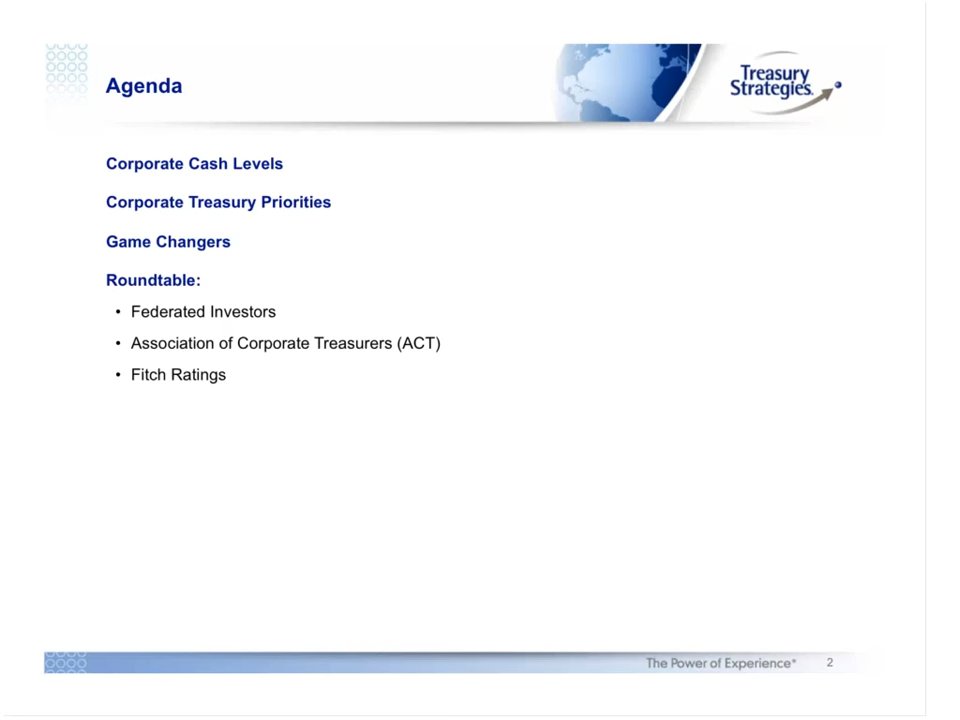 Agenda
Treasury
Strategies.
Corporate Cash Levels
Corporate Treasury Priorities
Game Changers
Roundtable:
• Federated Investors
• Association of Corporate Treasurers (ACT)
• Fitch Ratings
The Power of Experience® 2